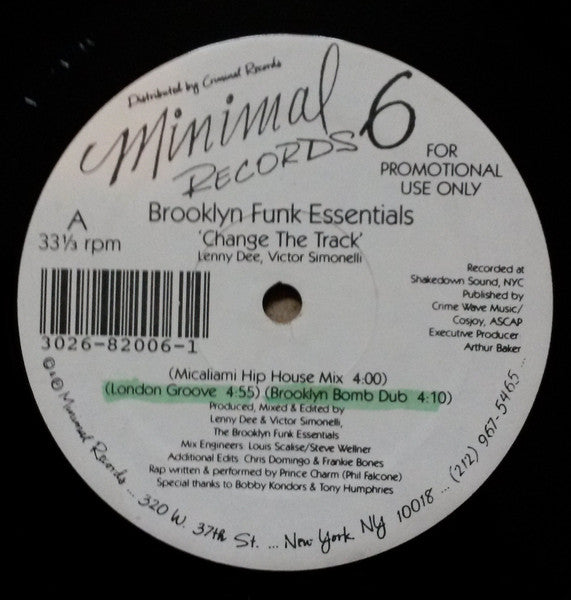 Distributed by Criminal Records
Minimal 6
RECORDS
FOR
PROMOTIONAL
USE ONLY
Brooklyn Funk Essentials
'Change The Track'
Lenny Dee, Victor Simonelli
A
33⅓ rpm
3026-82006-1
Recorded at
Shakedown Sound, NYC
Published by
Crime Wave Music/
Cosjoy, ASCAP
Executive Producer
Arthur Baker
(Micaliami Hip House Mix 4:00)
(London Groove 4:55) (Brooklyn Bomb Dub 4:10)
Produced, Mixed & Edited by
Lenny Dee & Victor Simonelli,
The Brooklyn Funk Essentials
Mix Engineers: Louis Scalise/Steve Wellner
Additional Edits: Chris Domingo & Frankie Bones
Rap written & performed by Prince Charm (Phil Falcone)
Special thanks to Bobby Kondors & Tony Humphries
©℗ Minimal Records ... 320 W. 37th St. ... New York NY 10018 ... (212) 967-5465 ...